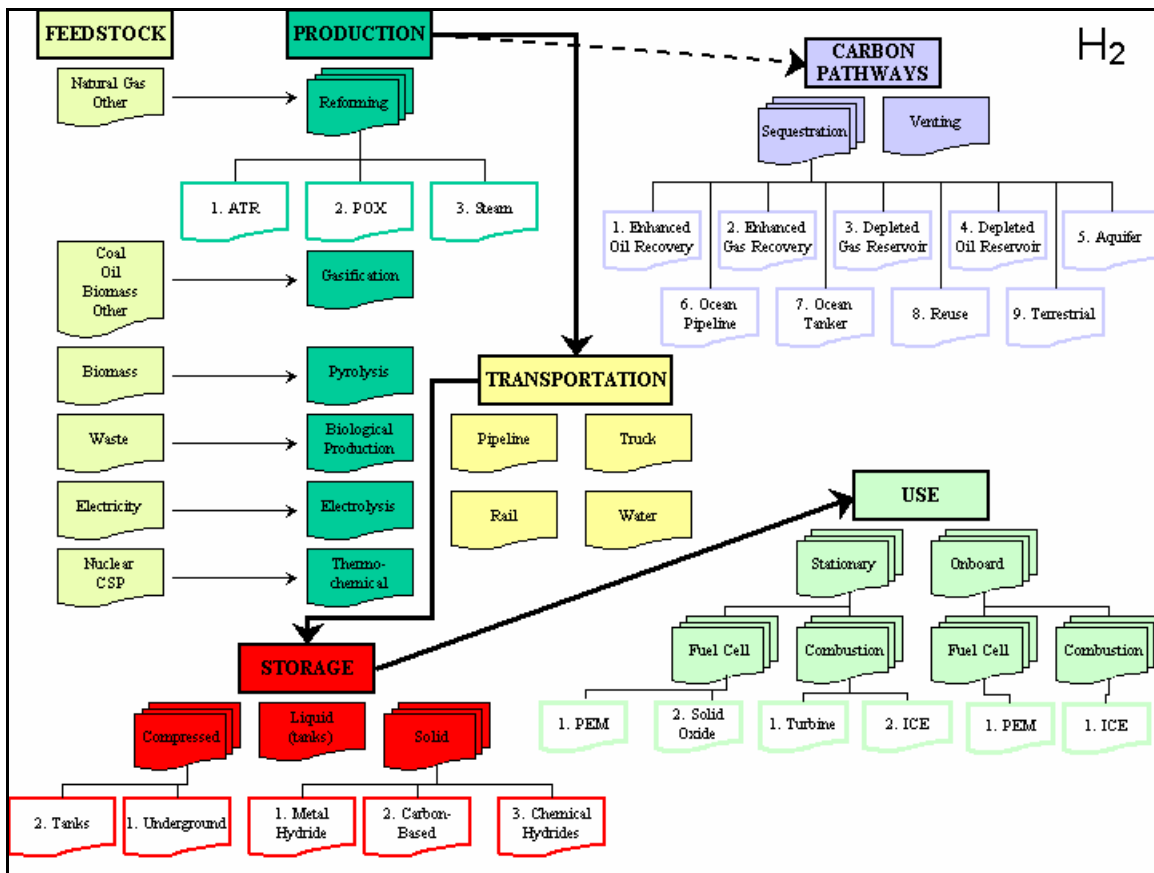 FEEDSTOCK
PRODUCTION
CARBON
PATHWAYS
H2
Natural Gas
Other
Reforming
Sequestration
Venting
1. ATR
2. POX
3. Steam
1. Enhanced
Oil Recovery
2. Enhanced
Gas Recovery
3. Depleted
Gas Reservoir
4. Depleted
Oil Reservoir
5. Aquifer
Coal
Oil
Biomass
Other
Gasification
6. Ocean
Pipeline
7. Ocean
Tanker
8. Reuse
9. Terrestrial
Biomass
Pyrolysis
TRANSPORTATION
Waste
Biological
Production
Pipeline
Truck
Electricity
Electrolysis
Rail
Water
USE
Nuclear
CSP
Thermo-
chemical
Stationary
Onboard
STORAGE
Fuel Cell
Combustion
Fuel Cell
Combustion
Compressed
Liquid
(tanks)
Solid
1. PEM
2. Solid
Oxide
1. Turbine
2. ICE
1. PEM
1. ICE
2. Tanks
1. Underground
1. Metal
Hydride
2. Carbon-
Based
3. Chemical
Hydrides